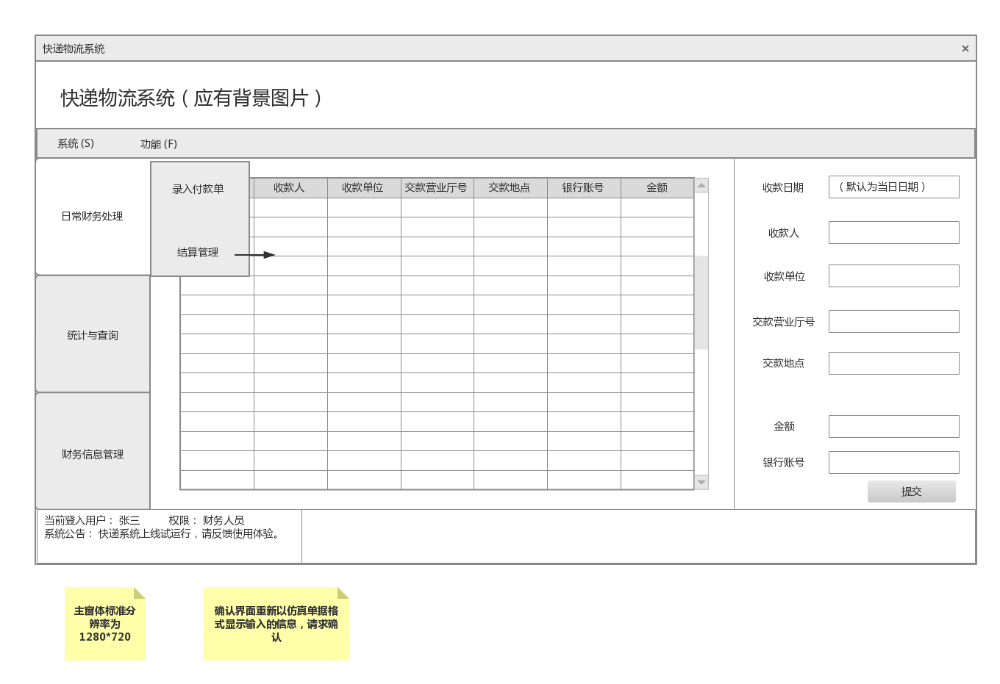 快递物流系统
×
快递物流系统（应有背景图片）
系统 (S) 功能 (F)
日常财务处理
统计与查询
财务信息管理
录入付款单
结算管理
收款人 收款单位 交款营业厅号 交款地点 银行账号 金额
收款日期 （默认为当日日期）
收款人
收款单位
交款营业厅号
交款地点
金额
银行账号
提交
当前登入用户： 张三 权限： 财务人员
系统公告： 快递系统上线试运行，请反馈使用体验。
主窗体标准分
辨率为
1280*720
确认界面重新以仿真单据格
式显示输入的信息，请求确
认